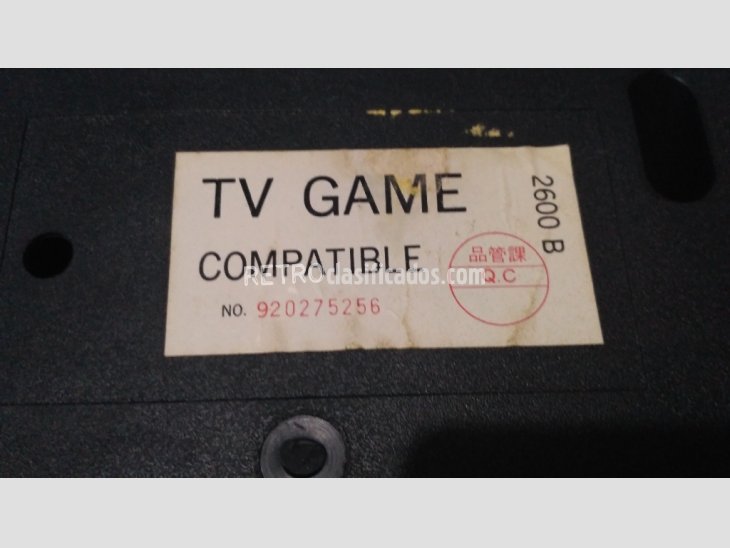 TV GAME
2600 B
COMPATIBLE
品管課
Q.C
NO. 920275256
RETROclasificados.com